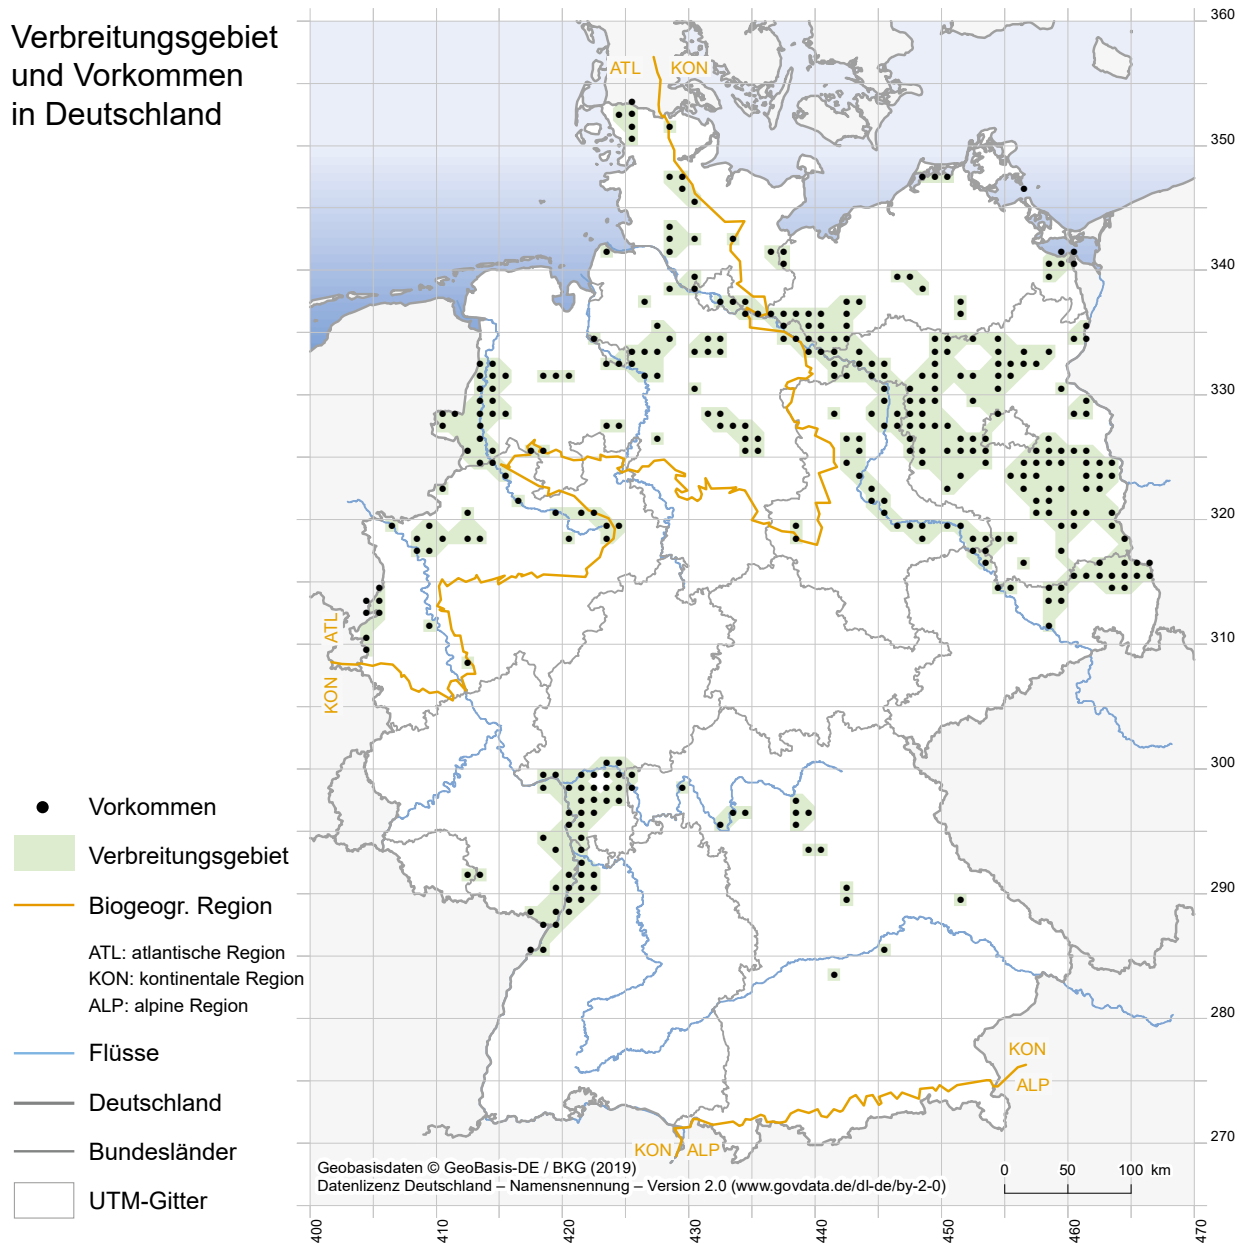 Verbreitungsgebiet
und Vorkommen
in Deutschland
ATL KON
360
350
340
330
320
310
300
290
280
270
ATL
KON
Vorkommen
Verbreitungsgebiet
Biogeogr. Region
ATL: atlantische Region
KON: kontinentale Region
ALP: alpine Region
Flüsse
Deutschland
Bundesländer
UTM-Gitter
KON
ALP
KON ALP
Geobasisdaten © GeoBasis-DE / BKG (2019)
Datenlizenz Deutschland – Namensnennung – Version 2.0 (www.govdata.de/dl-de/by-2-0)
0 50 100 km
400 410 420 430 440 450 460 470